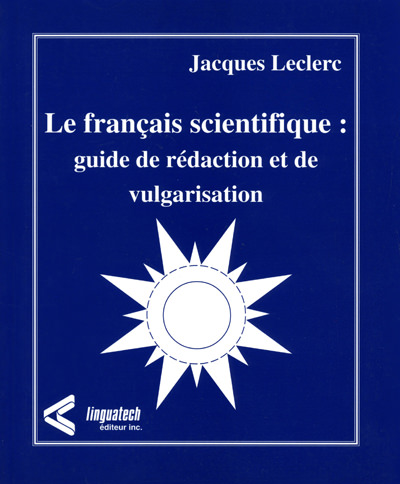 Jacques Leclerc
Le français scientifique :
guide de rédaction et de
vulgarisation
linguatech
éditeur inc.